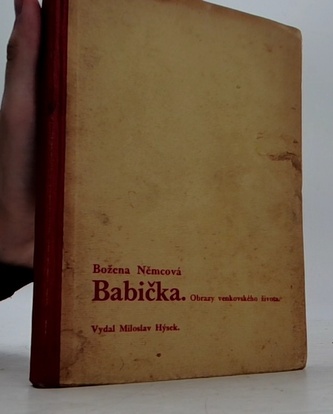 Božena Němcová
Babička. Obrazy venkovského života.
Vydal Miloslav Hýsek.